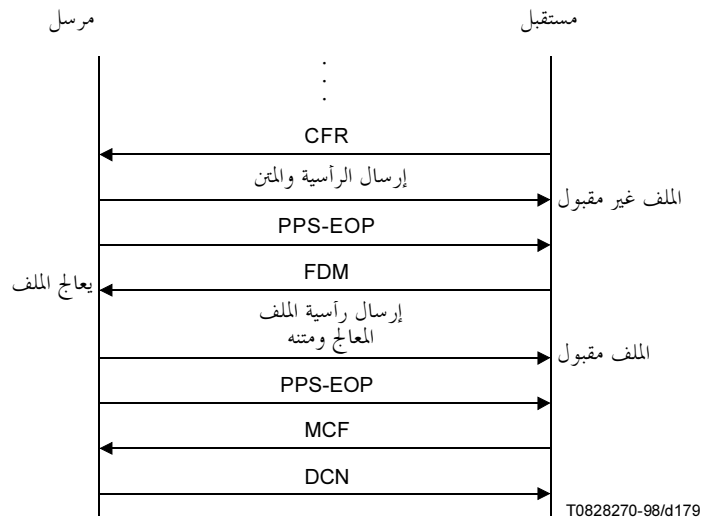 مرسل
مستقبل
.
.
.
CFR
إرسال الرأسية والمتن
الملف غير مقبول
PPS-EOP
FDM
يعالج الملف
إرسال رأسية الملف
المعالج ومتنه
الملف مقبول
PPS-EOP
MCF
DCN
T0828270-98/d179